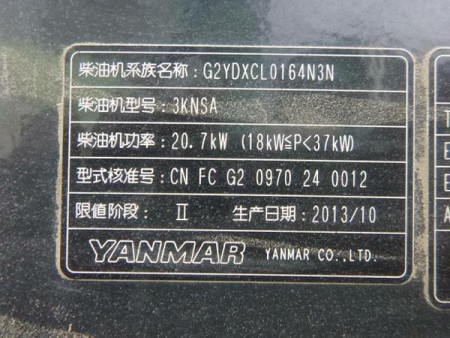 柴油机系族名称：G2YDXCL0164N3N
柴油机型号：3KNSA
柴油机功率：20.7kW (18kW≦P<37kW)
型式核准号：CN FC G2 0970 24 0012
限值阶段： Ⅱ 生产日期：2013/10
YANMAR YANMAR CO.,LTD.
T
E
E
A